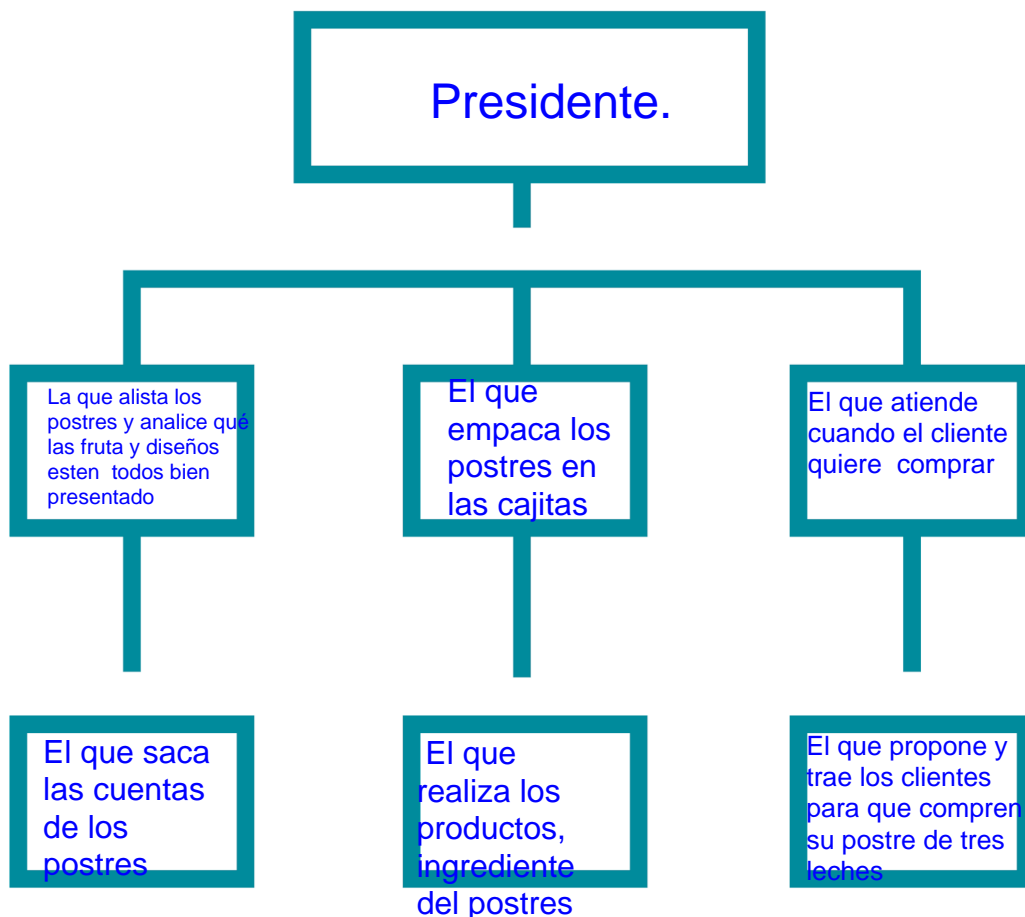 Presidente.
La que alista los
postres y analice qué
las fruta y diseños
esten  todos bien
presentado
El que
empaca los
postres en
las cajitas
El que atiende
cuando el cliente
quiere  comprar
El que saca
las cuentas
de los
postres
El que
realiza los
productos,
ingrediente
del postres
El que propone y
trae los clientes
para que compren
su postre de tres
leches